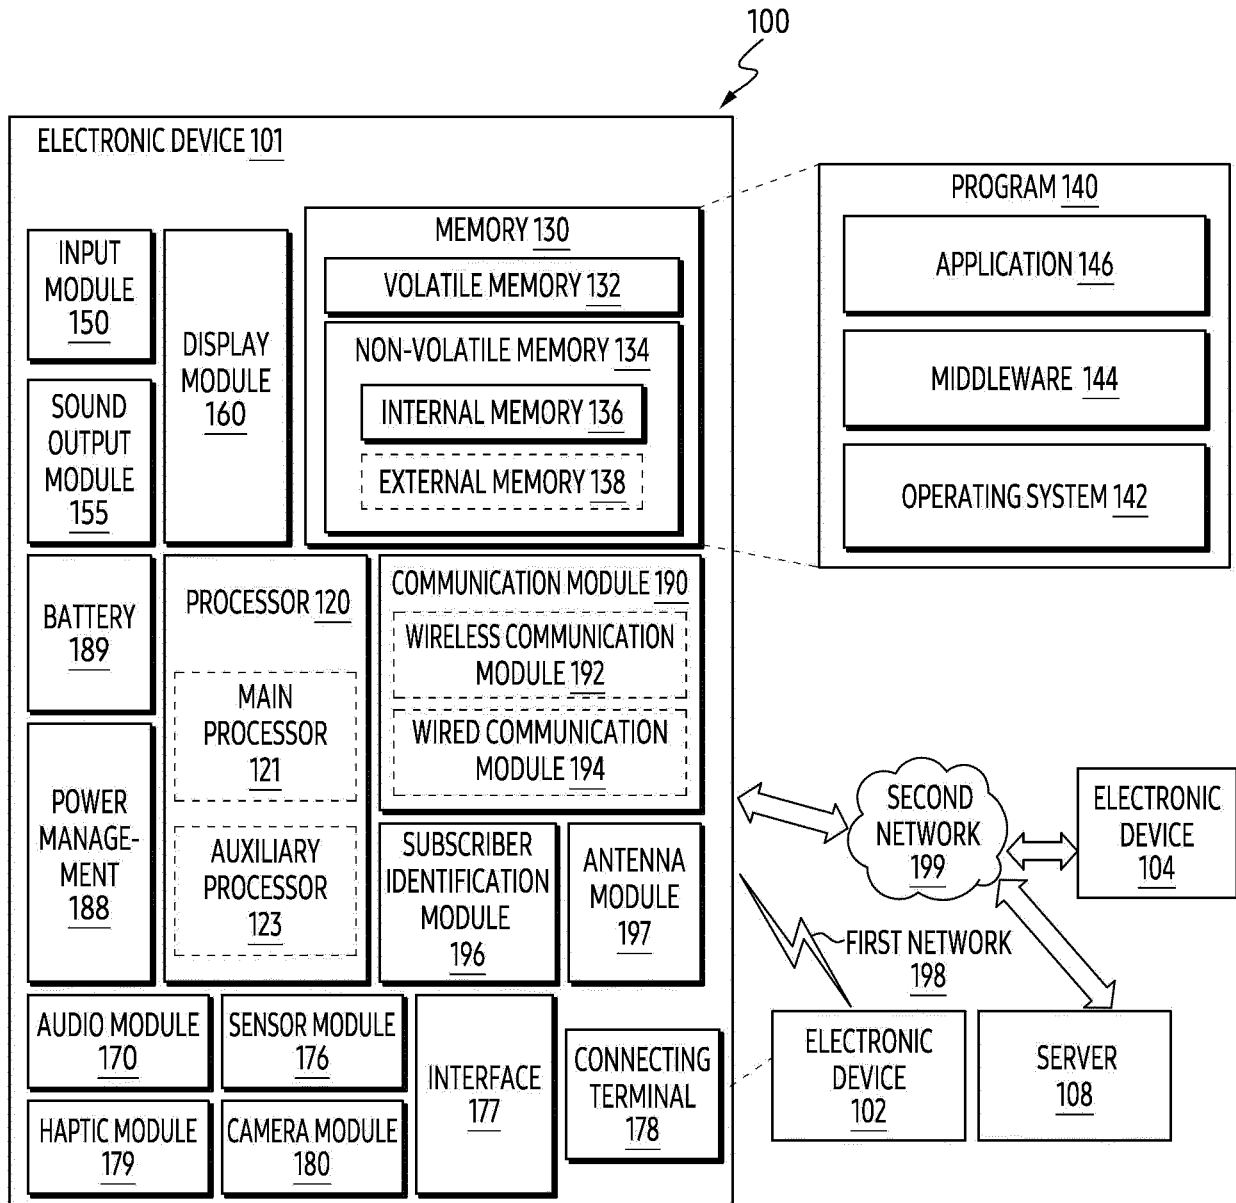 100
ELECTRONIC DEVICE 101
INPUT
MODULE
150
SOUND
OUTPUT
MODULE
155
DISPLAY
MODULE
160
MEMORY 130
VOLATILE MEMORY 132
NON-VOLATILE MEMORY 134
INTERNAL MEMORY 136
EXTERNAL MEMORY 138
PROGRAM 140
APPLICATION 146
MIDDLEWARE 144
OPERATING SYSTEM 142
BATTERY
189
POWER
MANAGE-
MENT
188
PROCESSOR 120
MAIN
PROCESSOR
121
AUXILIARY
PROCESSOR
123
COMMUNICATION MODULE 190
WIRELESS COMMUNICATION
MODULE 192
WIRED COMMUNICATION
MODULE 194
SUBSCRIBER
IDENTIFICATION
MODULE
196
ANTENNA
MODULE
197
SECOND
NETWORK
199
ELECTRONIC
DEVICE
104
FIRST NETWORK
198
AUDIO MODULE
170
SENSOR MODULE
176
HAPTIC MODULE
179
CAMERA MODULE
180
INTERFACE
177
CONNECTING
TERMINAL
178
ELECTRONIC
DEVICE
102
SERVER
108